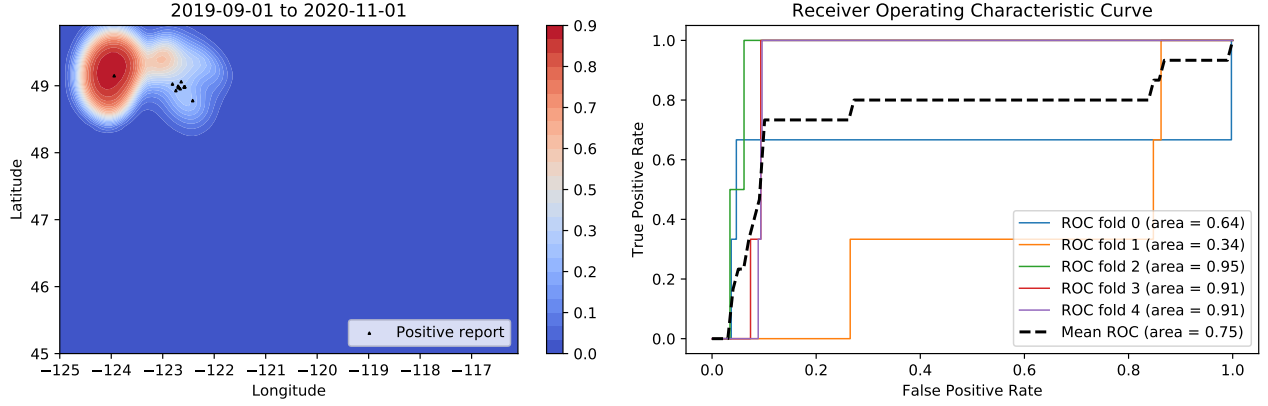 2019-09-01 to 2020-11-01
49
48
47
46
45
Latitude
−125
−124
−123
−122
−121
−120
−119
−118
−117
Longitude
Positive report
0.9
0.8
0.7
0.6
0.5
0.3
0.2
0.1
0.0
Receiver Operating Characteristic Curve
1.0
0.8
0.6
0.4
0.2
0.0
True Positive Rate
0.0
0.2
0.4
0.6
0.8
1.0
False Positive Rate
ROC fold 0 (area = 0.64)
ROC fold 1 (area = 0.34)
ROC fold 2 (area = 0.95)
ROC fold 3 (area = 0.91)
ROC fold 4 (area = 0.91)
Mean ROC (area = 0.75)